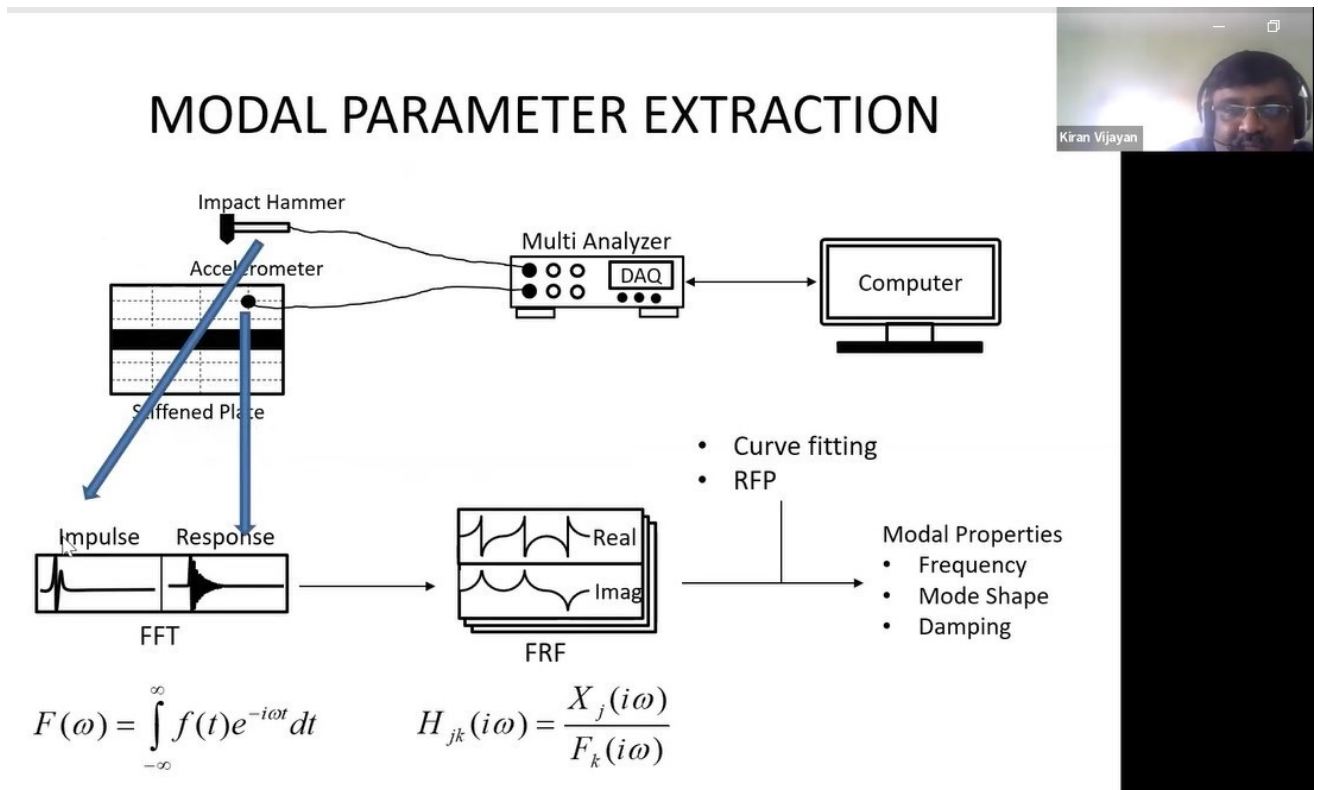 MODAL PARAMETER EXTRACTION
Kiran Vijayan
Impact Hammer
Accelerometer
Multi Analyzer
DAQ
Computer
Stiffened Plate
• Curve fitting
• RFP
Impulse Response
FFT
Real
Imag
FRF
Modal Properties
• Frequency
• Mode Shape
• Damping
F(ω) = ∫_{-∞}^{∞} f(t)e^{-iωt} dt
H_{jk}(iω) = X_j(iω) / F_k(iω)